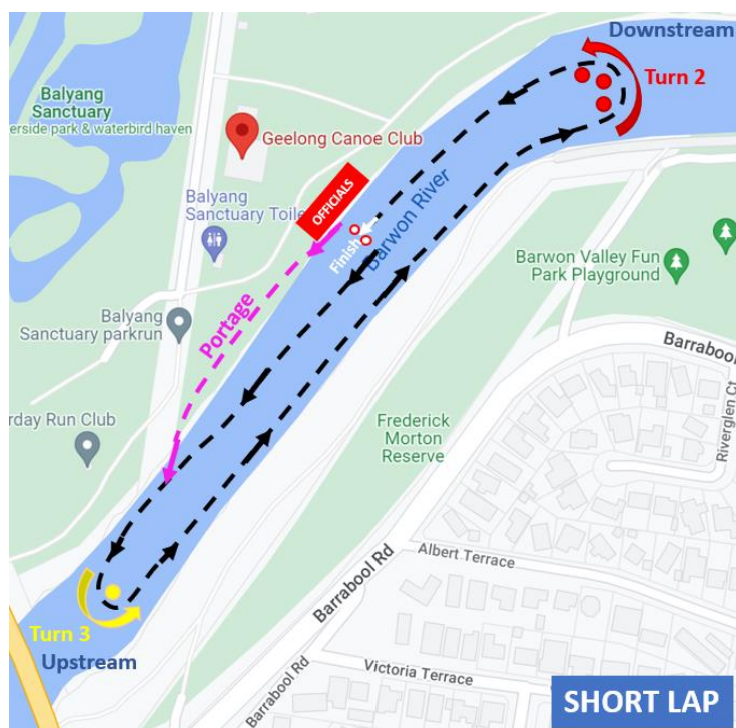 Balyang
Sanctuary
erside park & waterbird haven
Downstream
Turn 2
Geelong Canoe Club
OFFICIALS
Balyang
Sanctuary Toile
Finish
Barwon River
Barwon Valley Fun
Park Playground
Portage
Balyang
Sanctuary parkrun
Barrabool
Riverglen Ct
rday Run Club
Frederick
Morton
Reserve
Barrabool Rd
Albert Terrace
Turn 3
Upstream
Barrabool Rd
Victoria Terrace
SHORT LAP